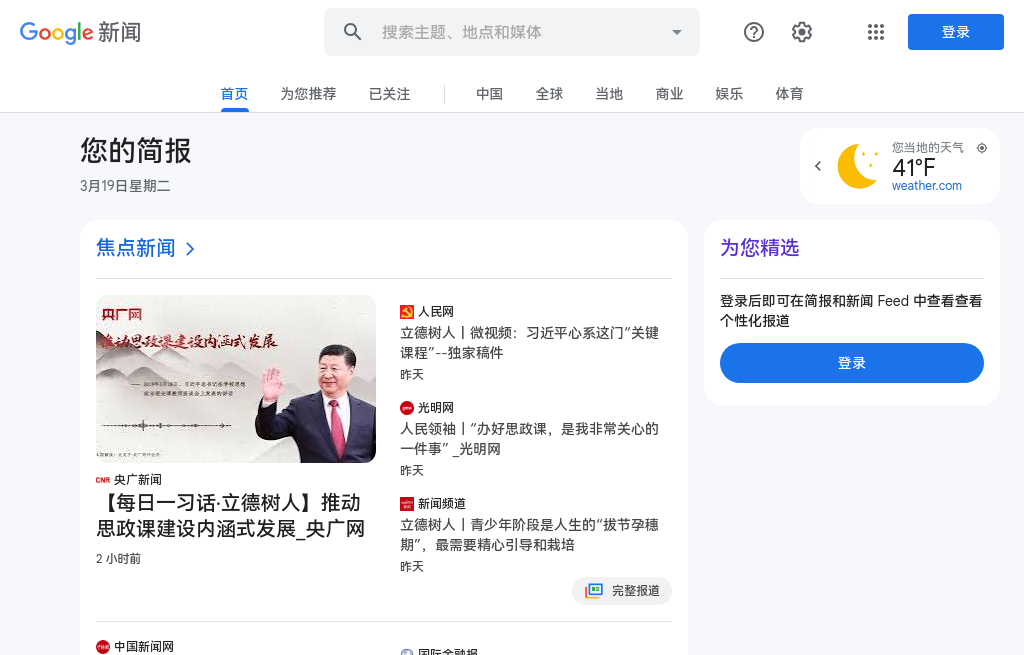 Google 新闻
搜索主题、地点和媒体
登录
首页
为您推荐
已关注
中国
全球
当地
商业
娱乐
体育
您的简报
3月19日星期二
您当地的天气
41°F
weather.com
焦点新闻
央广网
推动思政课建设内涵式发展
CNR 央广新闻
【每日一习话·立德树人】推动
思政课建设内涵式发展_央广网
2 小时前
人民网
立德树人丨微视频：习近平心系这门“关键
课程”--独家稿件
昨天
光明网
人民领袖丨“办好思政课，是我非常关心的
一件事” _光明网
昨天
新闻频道
立德树人丨青少年阶段是人生的“拔节孕穗
期”，最需要精心引导和栽培
昨天
完整报道
中国新闻网
国际金融报
为您精选
登录后即可在简报和新闻 Feed 中查看查看
个性化报道
登录